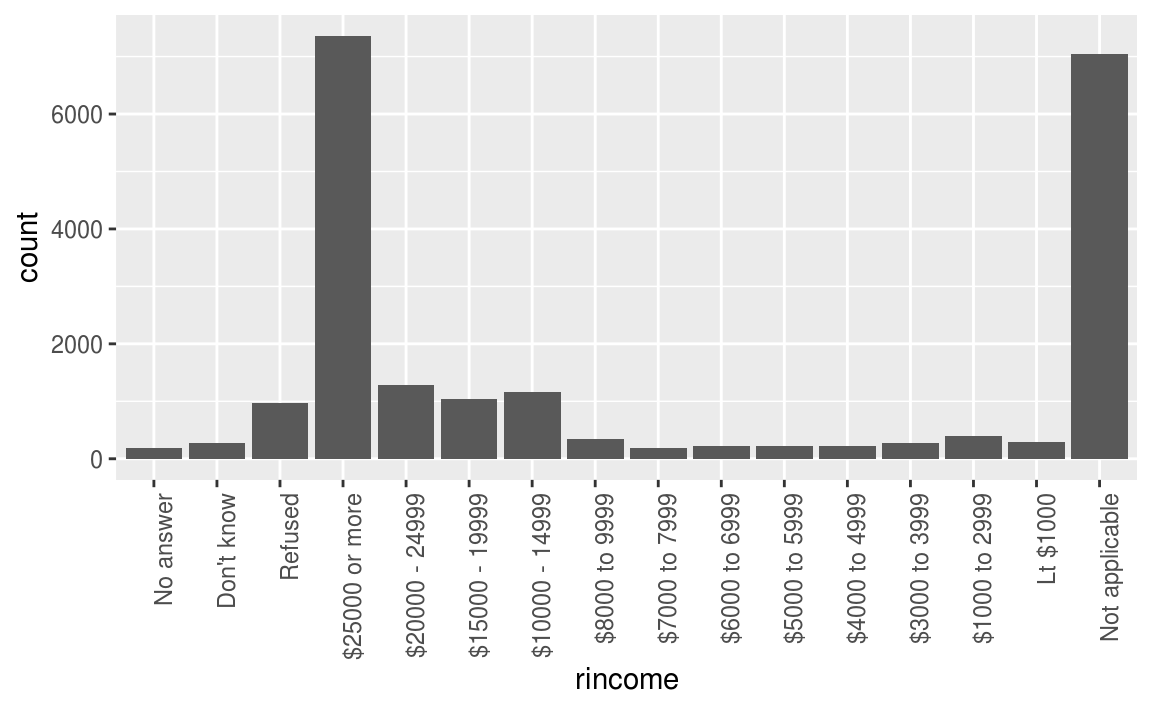 6000
4000
2000
0
count
No answer
Don't know
Refused
$25000 or more
$20000 - 24999
$15000 - 19999
$10000 - 14999
$8000 to 9999
$7000 to 7999
$6000 to 6999
$5000 to 5999
$4000 to 4999
$3000 to 3999
$1000 to 2999
Lt $1000
Not applicable
rincome